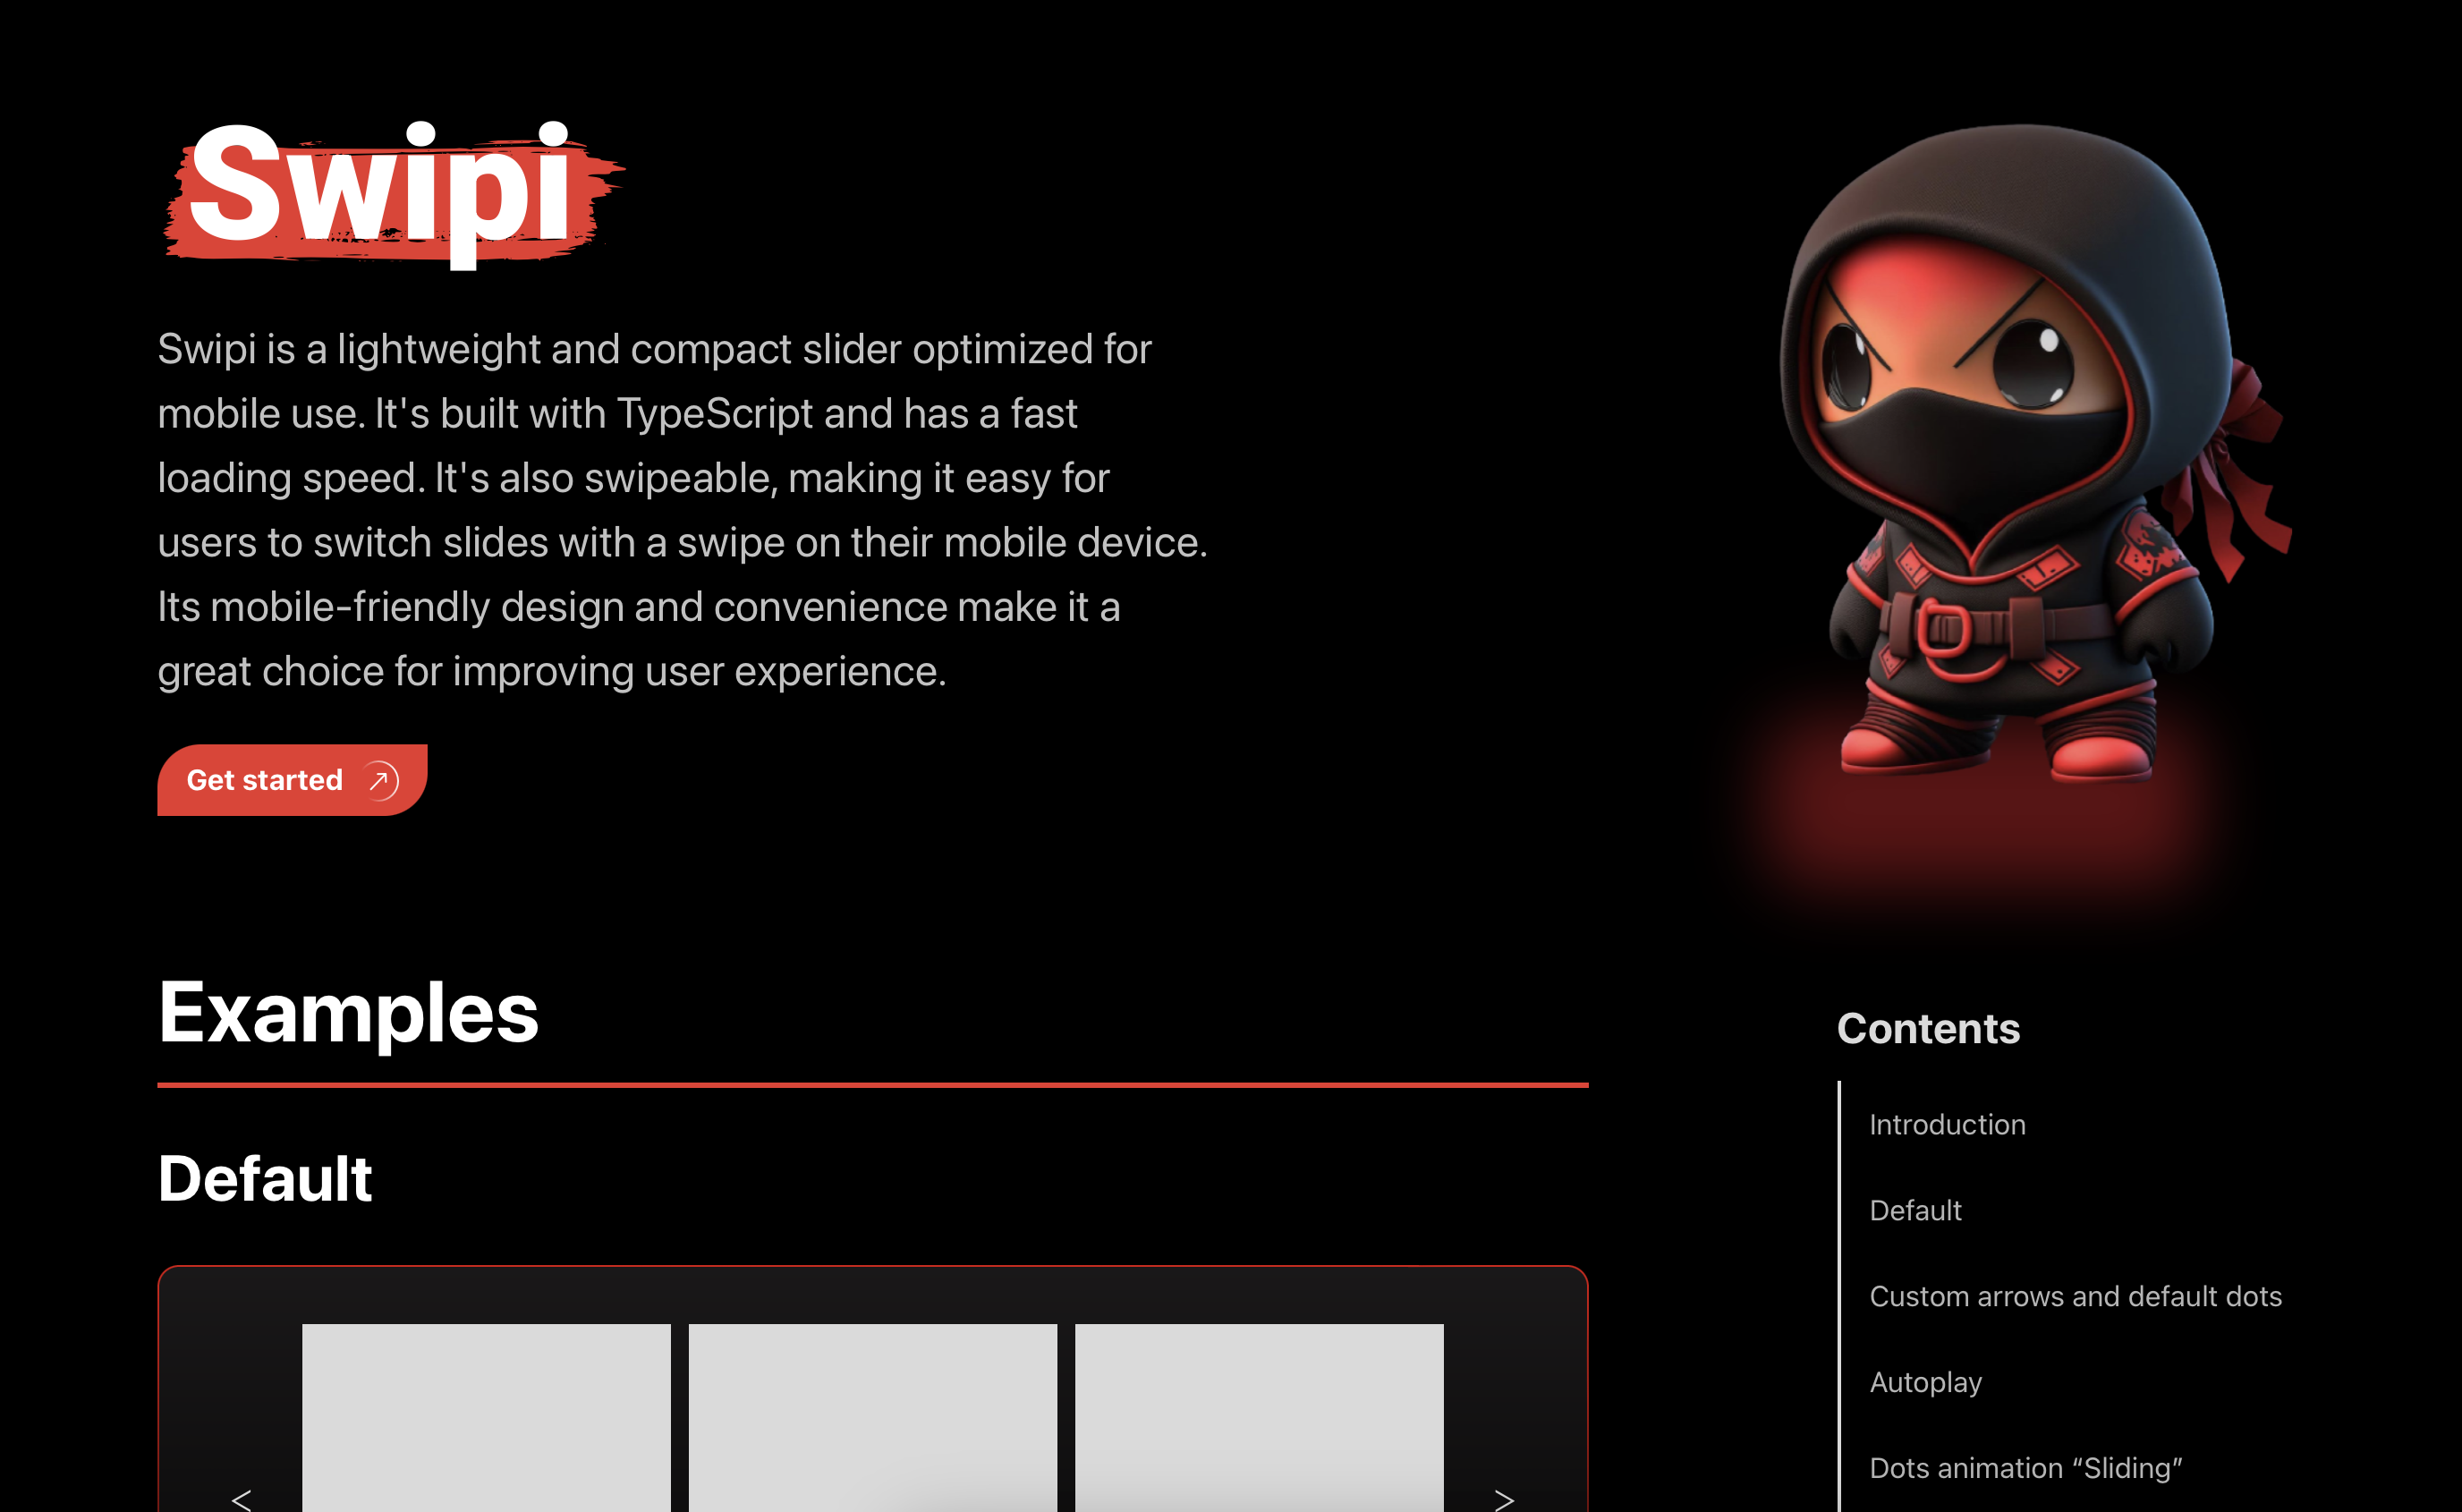 Swipi
Swipi is a lightweight and compact slider optimized for
mobile use. It's built with TypeScript and has a fast
loading speed. It's also swipeable, making it easy for
users to switch slides with a swipe on their mobile device.
Its mobile-friendly design and convenience make it a
great choice for improving user experience.
Get started
Examples
Default
<
>
Contents
Introduction
Default
Custom arrows and default dots
Autoplay
Dots animation “Sliding”